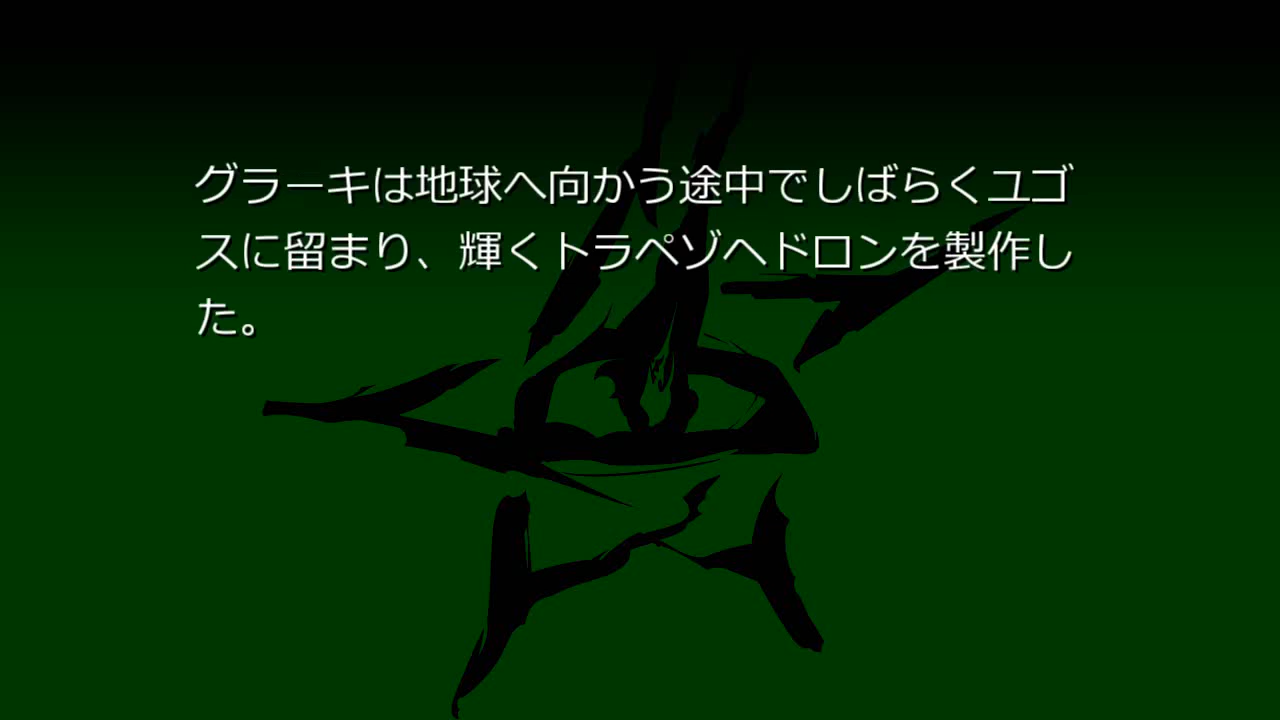 グラーキは地球へ向かう途中でしばらくユゴ
スに留まり、輝くトラペゾヘドロンを製作し
た。